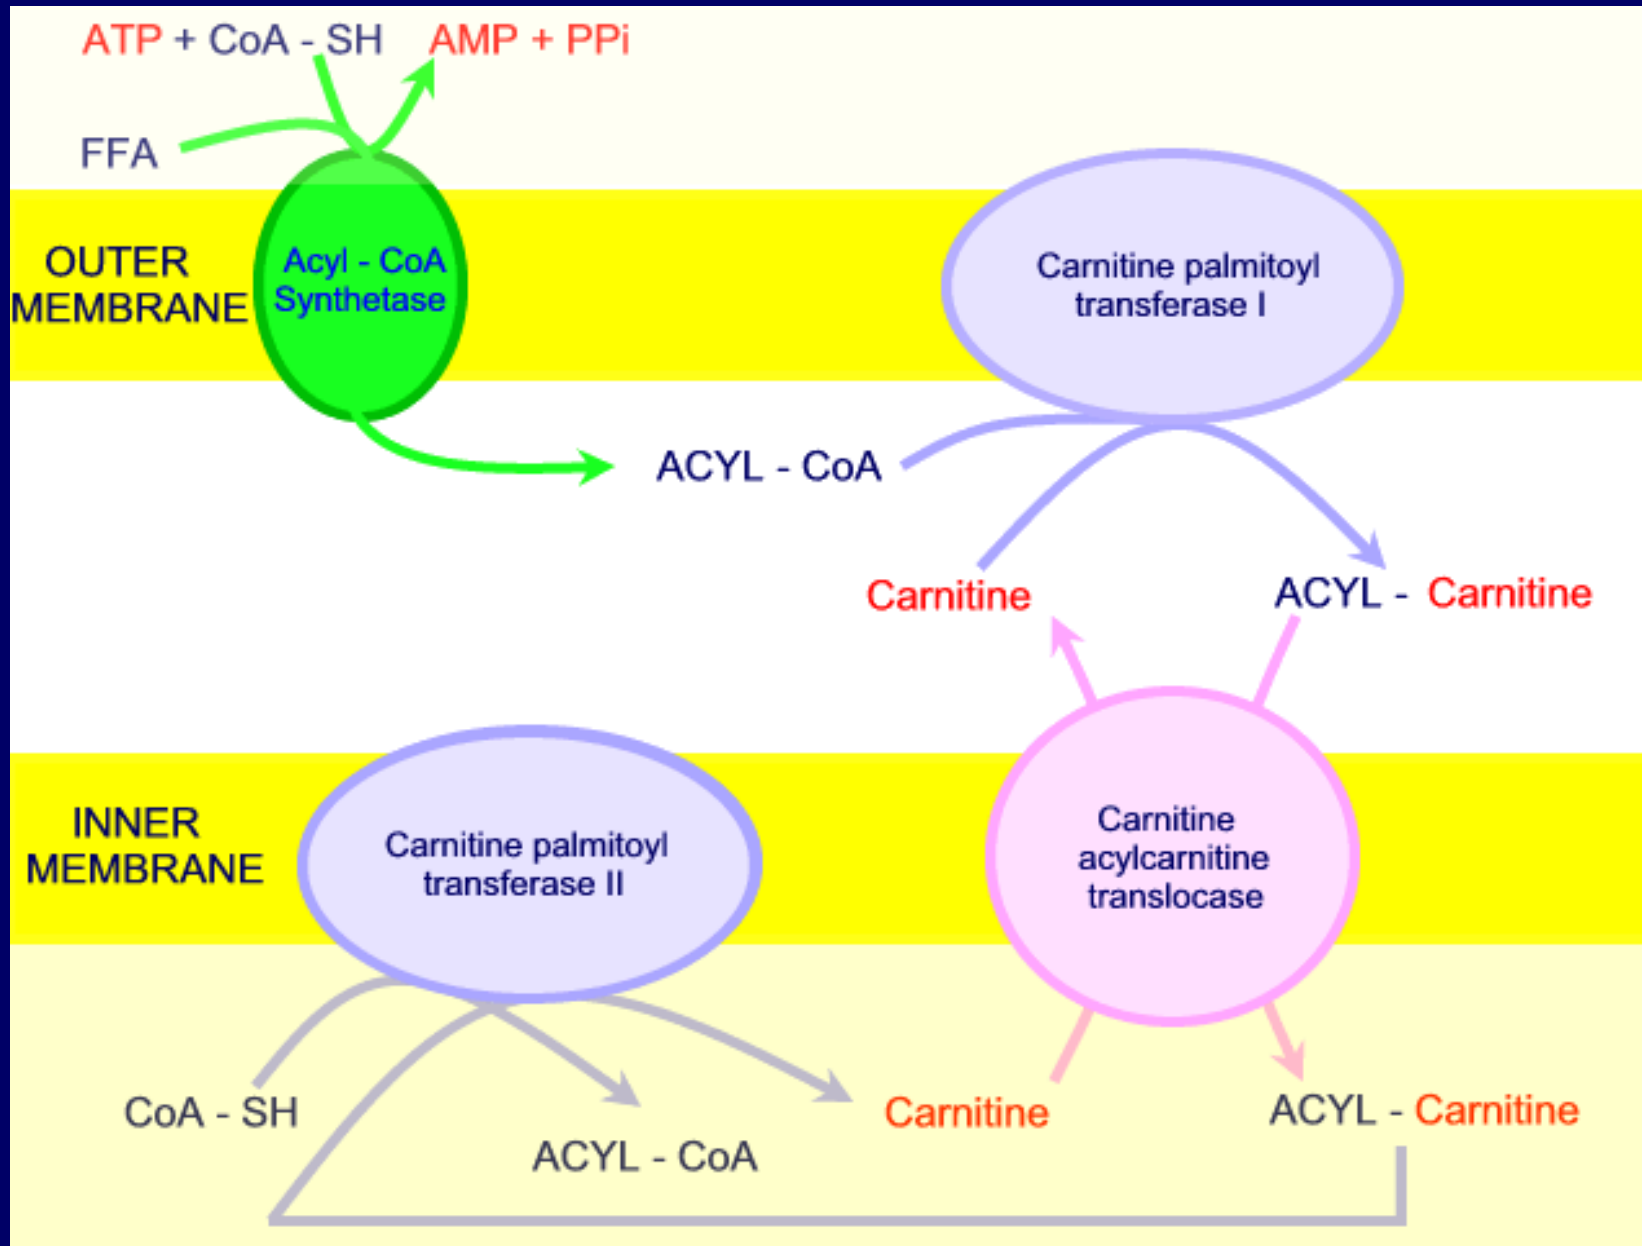 ATP + CoA - SH AMP + PPi
FFA
OUTER
MEMBRANE
Acyl - CoA
Synthetase
Carnitine palmitoyl
transferase I
ACYL - CoA
Carnitine
ACYL - Carnitine
INNER
MEMBRANE
Carnitine palmitoyl
transferase II
Carnitine
acylcarnitine
translocase
CoA - SH
ACYL - CoA
Carnitine
ACYL - Carnitine